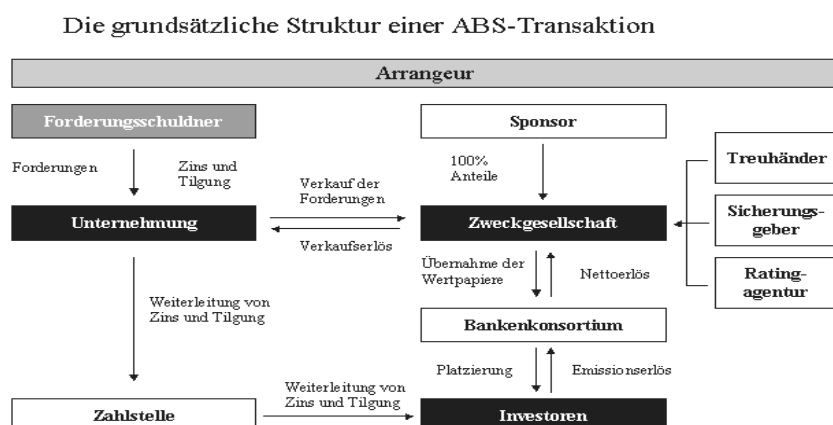 Die grundsätzliche Struktur einer ABS-Transaktion
Arrangeur
Forderungsschuldner
Sponsor
Forderungen
Zins und
Tilgung
100%
Anteile
Treuhänder
Verkauf der
Forderungen
Unternehmung
Zweckgesellschaft
Sicherungs-
geber
Verkaufserlös
Übernahme der
Wertpapiere
Nettoerlös
Rating-
agentur
Weiterleitung von
Zins und Tilgung
Bankenkonsortium
Platzierung
Emissionserlös
Weiterleitung von
Zins und Tilgung
Zahlstelle
Investoren